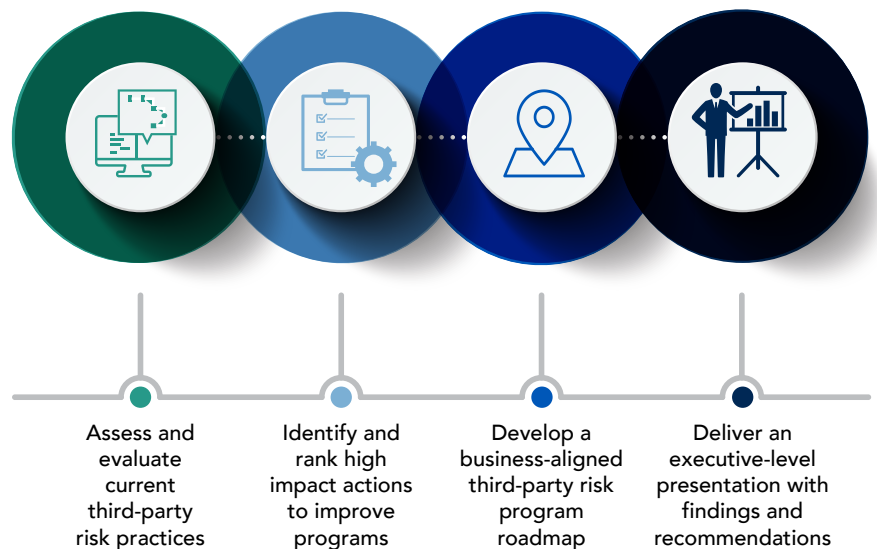 Assess and
evaluate
current
third-party
risk practices
Identify and
rank high
impact actions
to improve
programs
Develop a
business-aligned
third-party risk
program
roadmap
Deliver an
executive-level
presentation with
findings and
recommendations